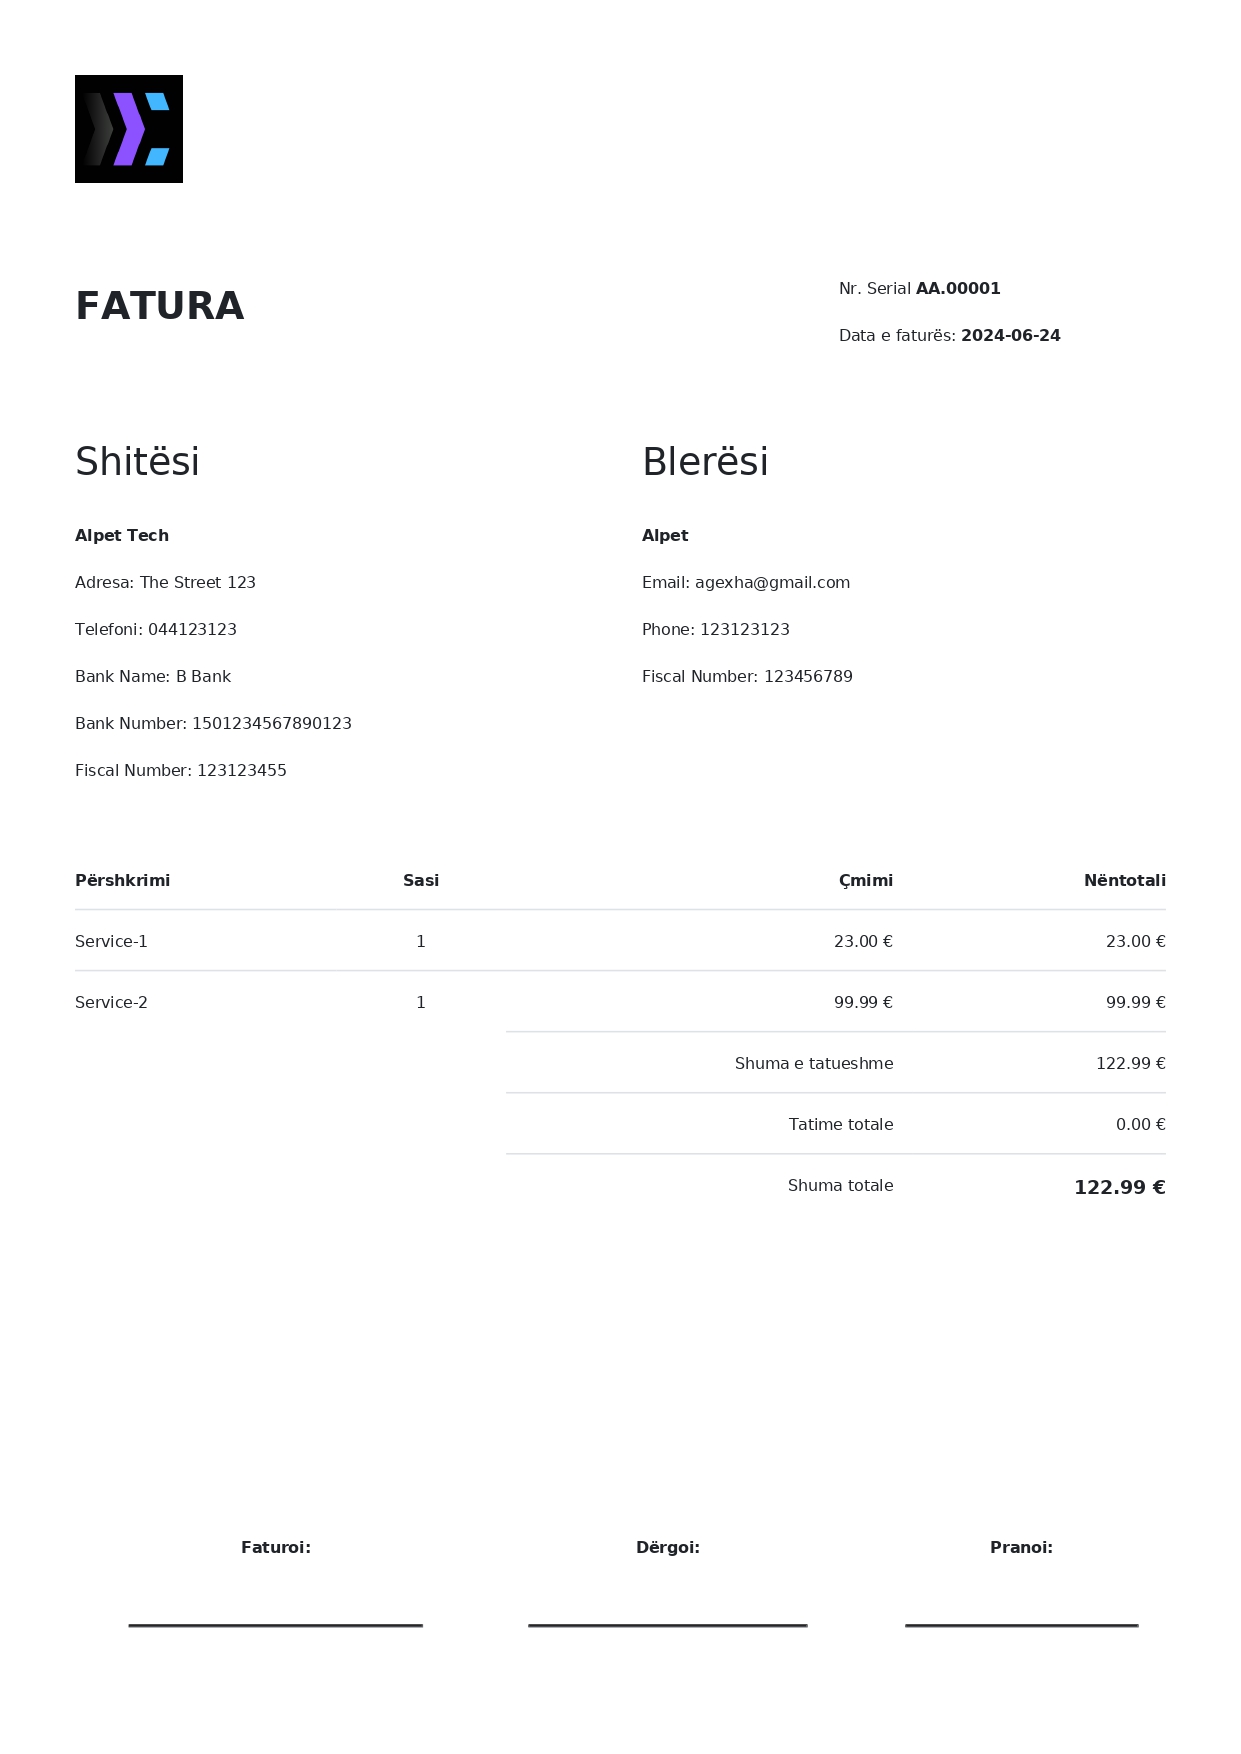 FATURA
Nr. Serial AA.00001
Data e faturës: 2024-06-24
Shitësi
Alpet Tech
Adresa: The Street 123
Telefoni: 044123123
Bank Name: B Bank
Bank Number: 1501234567890123
Fiscal Number: 123123455
Blerësi
Alpet
Email: agexha@gmail.com
Phone: 123123123
Fiscal Number: 123456789
Përshkrimi Sasi Çmimi Nëntotali
Service-1 1 23.00 € 23.00 €
Service-2 1 99.99 € 99.99 €
Shuma e tatueshme 122.99 €
Tatime totale 0.00 €
Shuma totale 122.99 €
Faturoi: Dërgoi: Pranoi: